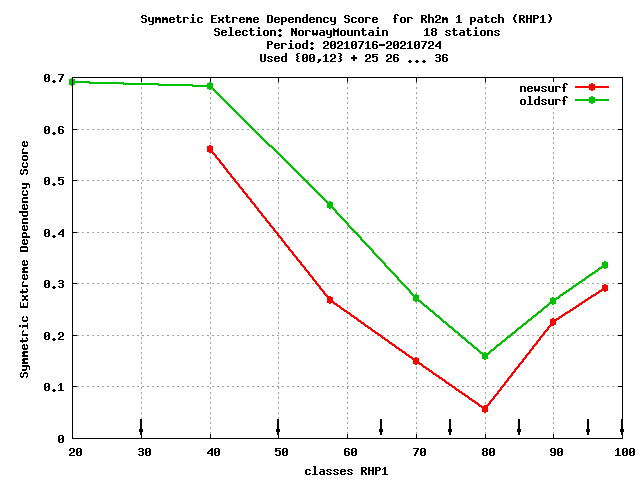 Symmetric Extreme Dependency Score  for Rh2m 1 patch (RHP1)
Selection: NorwayMountain     18 stations
Period: 20210716-20210724
Used {00,12} + 25 26 ... 36
newsurf
oldsurf
Symmetric Extreme Dependency Score
0.7
0.6
0.5
0.4
0.3
0.2
0.1
0
20 30 40 50 60 70 80 90 100
classes RHP1